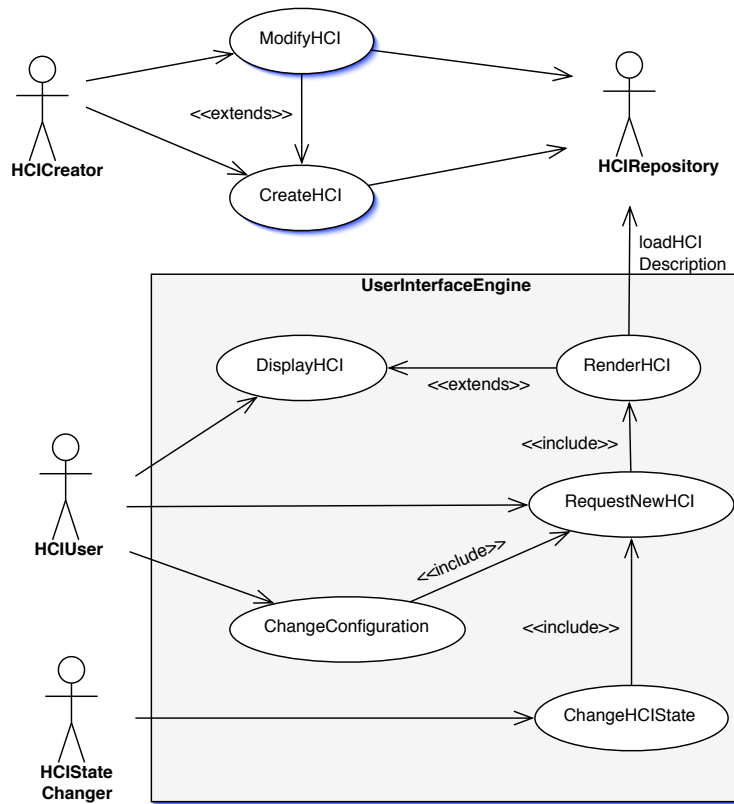 ModifyHCI
<<extends>>
HCICreator
HCIRepository
CreateHCI
loadHCI
Description
UserInterfaceEngine
DisplayHCI
RenderHCI
<<extends>>
<<include>>
RequestNewHCI
HCIUser
<<include>>
ChangeConfiguration
<<include>>
ChangeHCIState
HCIState
Changer